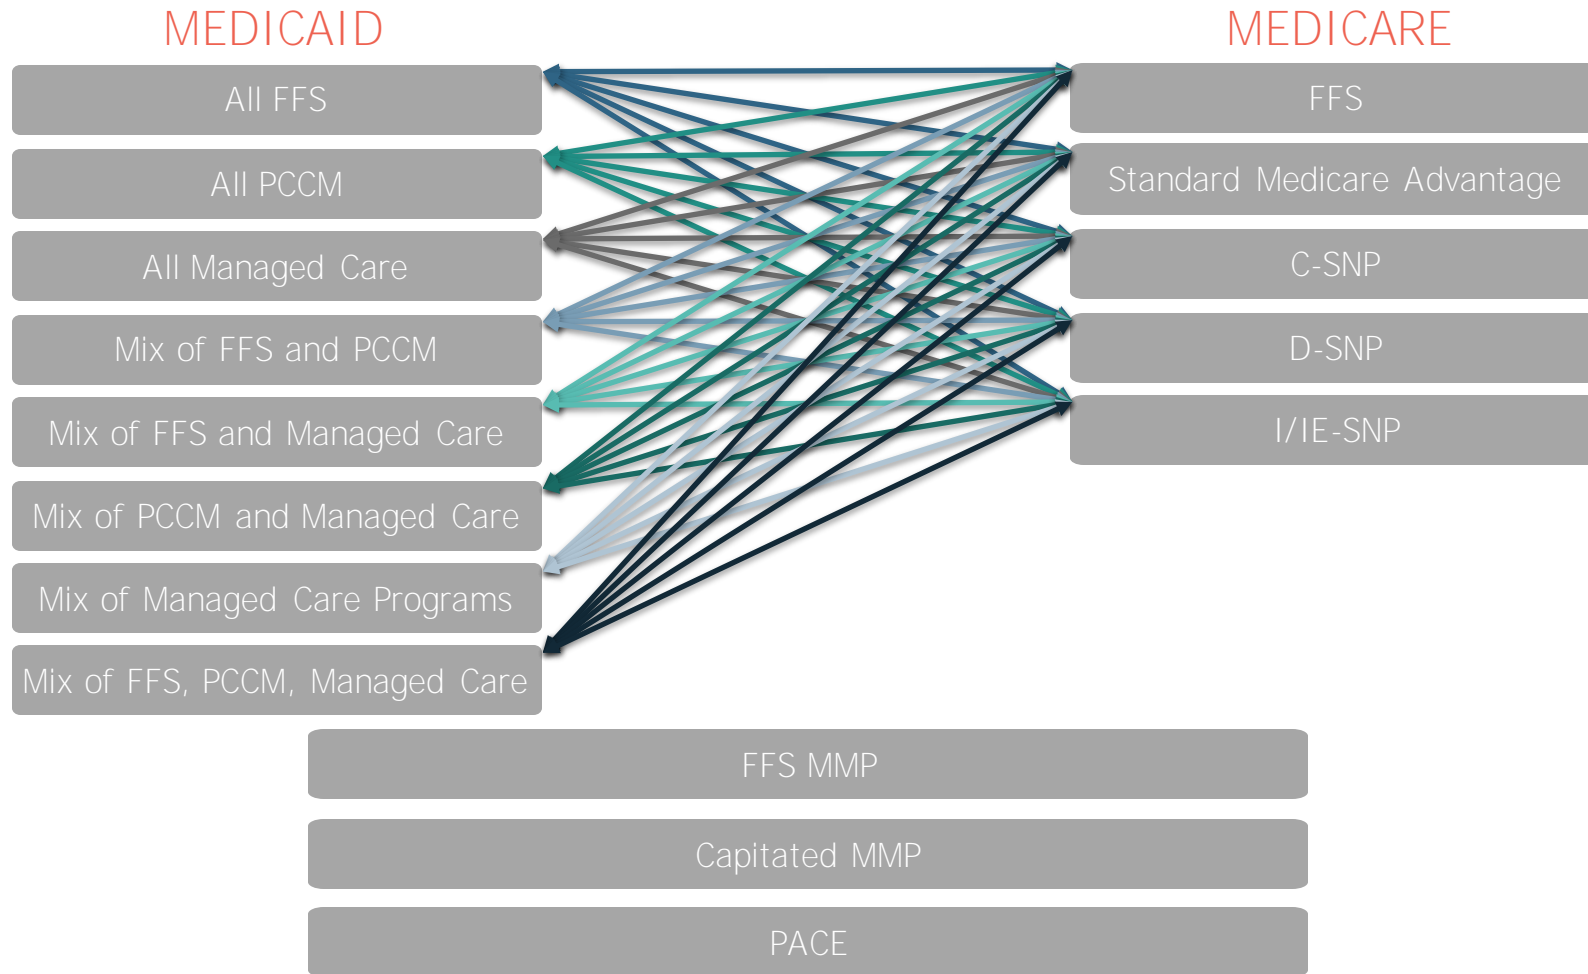 MEDICAID
All FFS
All PCCM
All Managed Care
Mix of FFS and PCCM
Mix of FFS and Managed Care
Mix of PCCM and Managed Care
Mix of Managed Care Programs
Mix of FFS, PCCM, Managed Care
MEDICARE
FFS
Standard Medicare Advantage
C-SNP
D-SNP
I/IE-SNP
FFS MMP
Capitated MMP
PACE